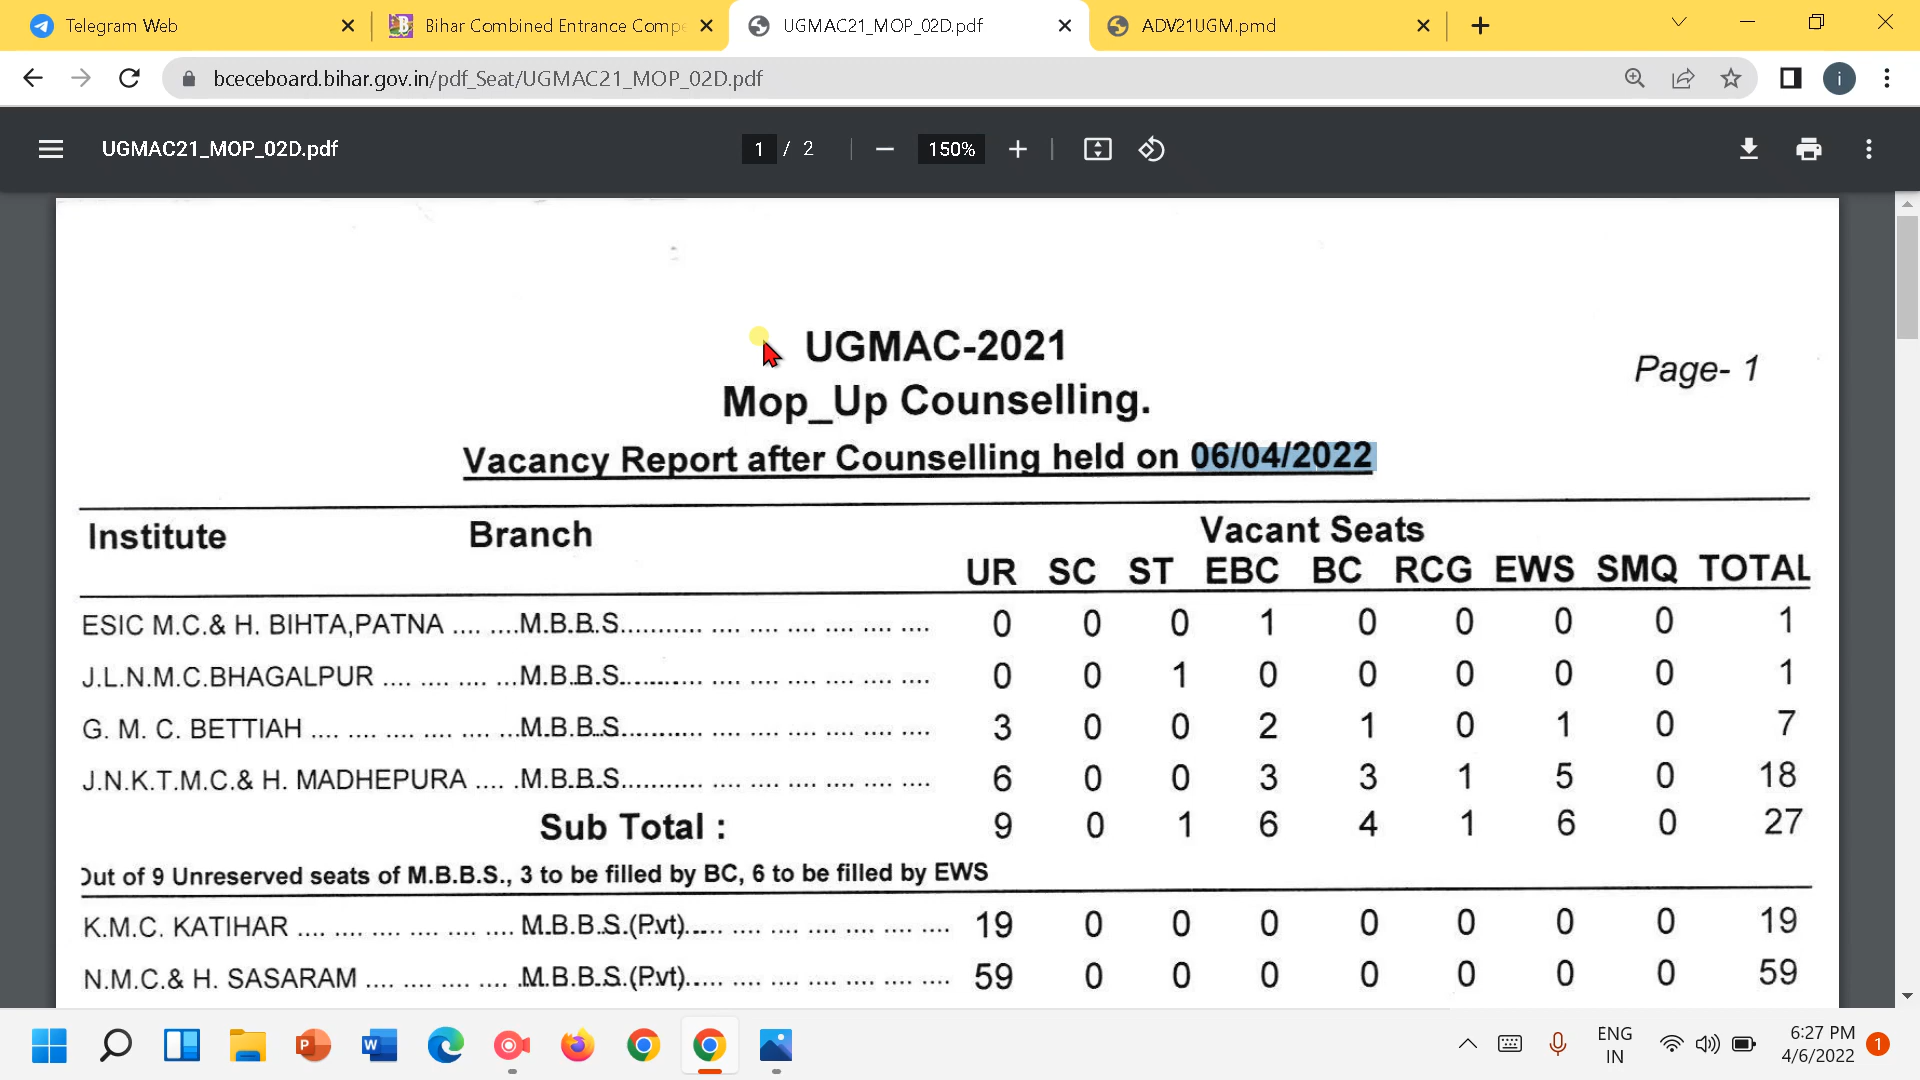 Telegram Web
Bihar Combined Entrance Compe
UGMAC21_MOP_02D.pdf
ADV21UGM.pmd
bceceboard.bihar.gov.in/pdf_Seat/UGMAC21_MOP_02D.pdf
i
UGMAC21_MOP_02D.pdf
1 / 2
150%
UGMAC-2021
Page- 1
Mop_Up Counselling.
Vacancy Report after Counselling held on 06/04/2022
Institute Branch Vacant Seats
UR SC ST EBC BC RCG EWS SMQ TOTAL
ESIC M.C.& H. BIHTA,PATNA .... ....M.B.B.S........... .... .... .... .... .... .... 0 0 0 1 0 0 0 0 1
J.L.N.M.C.BHAGALPUR .... .... .... ...M.B.B.S........ .... .... .... .... .... .... 0 0 1 0 0 0 0 0 1
G. M. C. BETTIAH .... .... .... .... .... ...M.B.B.S........ .... .... .... .... .... .... 3 0 0 2 1 0 1 0 7
J.N.K.T.M.C.& H. MADHEPURA .... .M.B.B.S........... .... .... .... .... .... .... 6 0 0 3 3 1 5 0 18
Sub Total : 9 0 1 6 4 1 6 0 27
Out of 9 Unreserved seats of M.B.B.S., 3 to be filled by BC, 6 to be filled by EWS
K.M.C. KATIHAR .... .... .... .... .... .... M.B.B.S.(Pvt).... .... .... .... .... .... .... 19 0 0 0 0 0 0 0 19
N.M.C.& H. SASARAM .... .... .... .... .M.B.B.S.(Pvt).... .... .... .... .... .... .... 59 0 0 0 0 0 0 0 59
ENG
IN
6:27 PM
4/6/2022
1